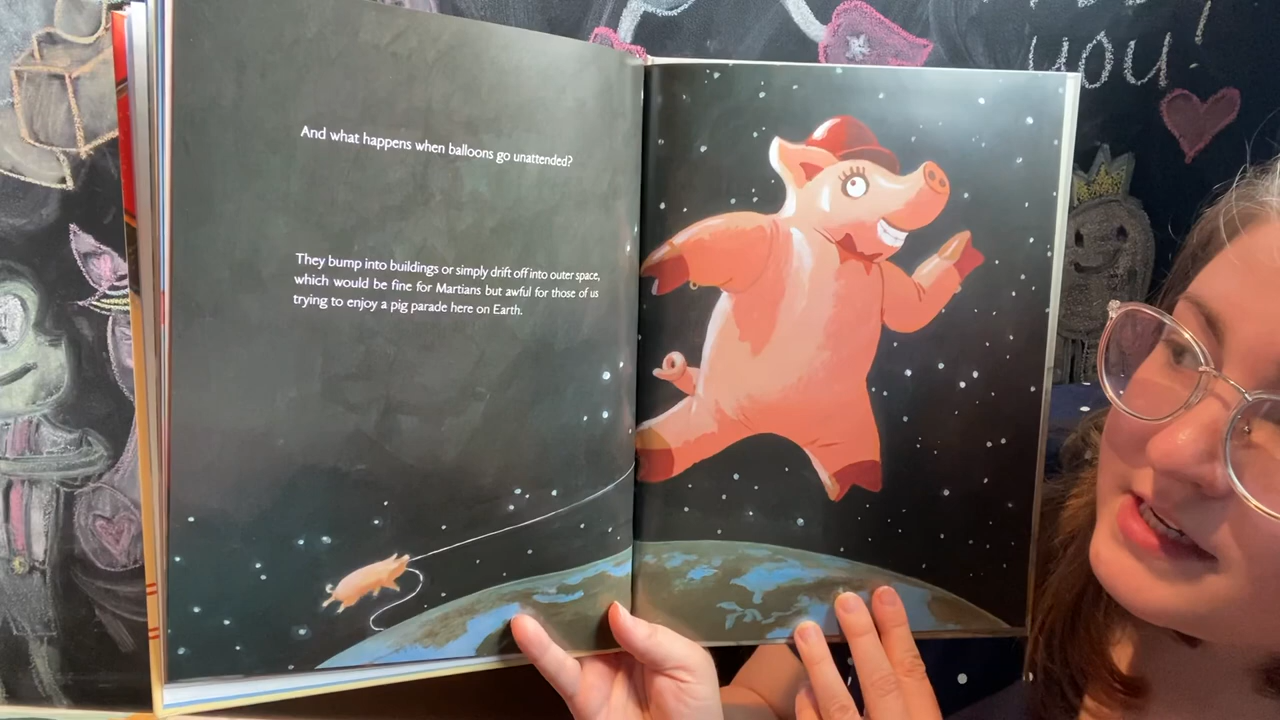 And what happens when balloons go unattended?
They bump into buildings or simply drift off into outer space,
which would be fine for Martians but awful for those of us
trying to enjoy a pig parade here on Earth.
you